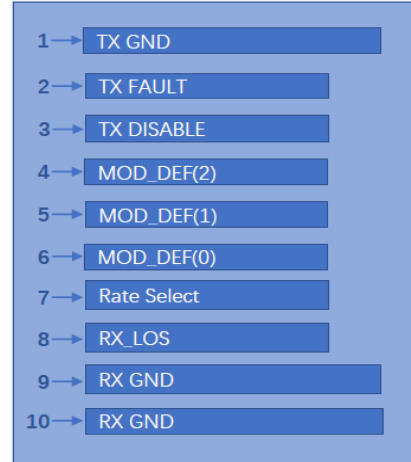 1 TX GND
2 TX FAULT
3 TX DISABLE
4 MOD_DEF(2)
5 MOD_DEF(1)
6 MOD_DEF(0)
7 Rate Select
8 RX_LOS
9 RX GND
10 RX GND